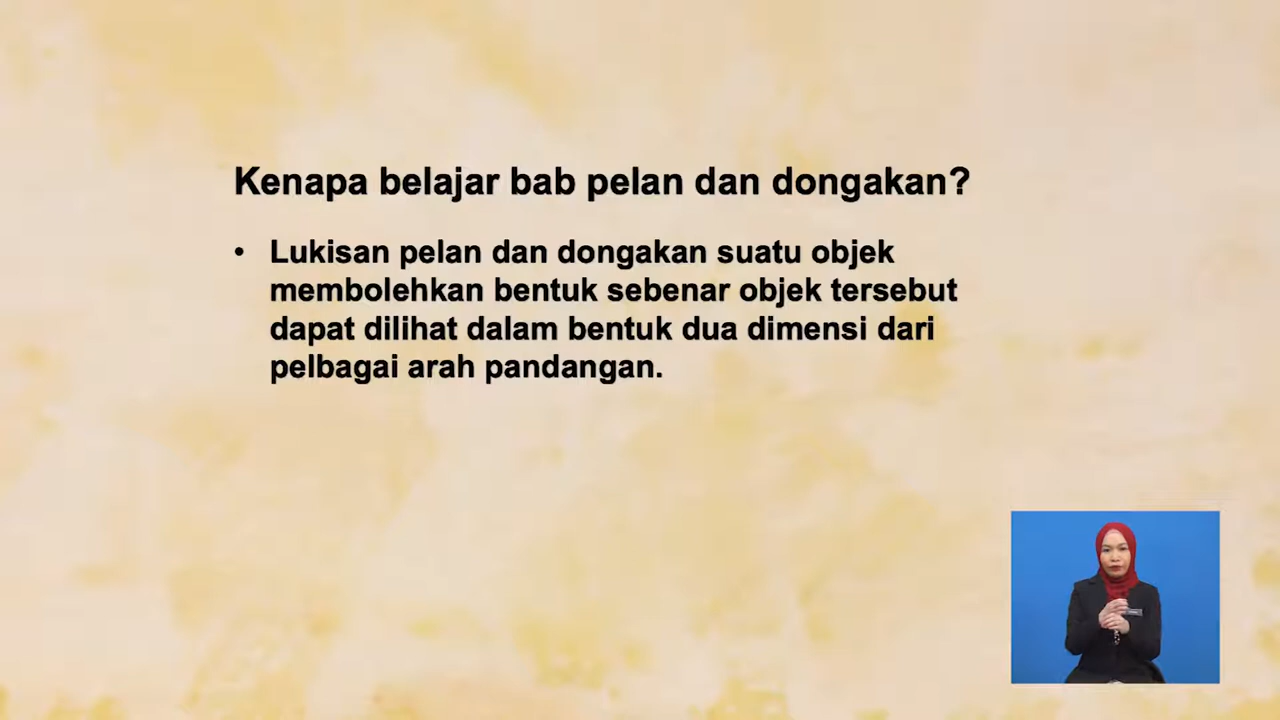 Kenapa belajar bab pelan dan dongakan?
• Lukisan pelan dan dongakan suatu objek
membolehkan bentuk sebenar objek tersebut
dapat dilihat dalam bentuk dua dimensi dari
pelbagai arah pandangan.